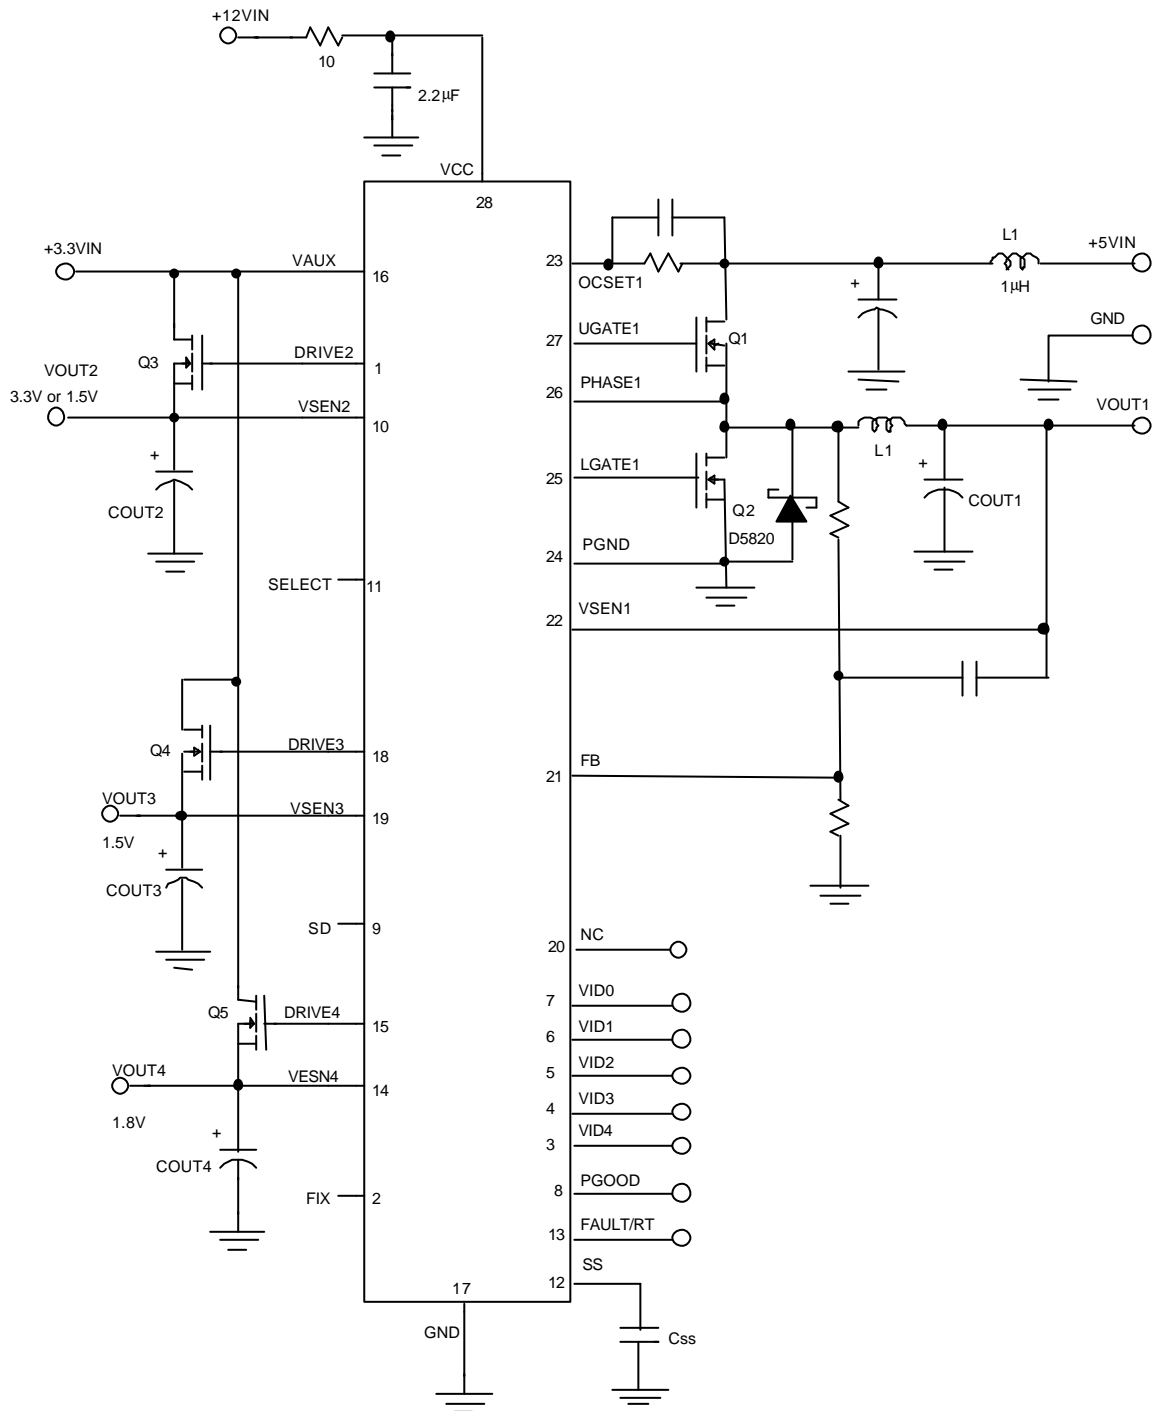 +12VIN
10
2.2µF
VCC
28
+3.3VIN
VAUX
16
Q3
DRIVE2
1
VOUT2
3.3V or 1.5V
VSEN2
10
COUT2
SELECT
11
Q4
DRIVE3
18
VOUT3
VSEN3
19
1.5V
+
COUT3
SD
9
Q5
DRIVE4
15
VOUT4
VESN4
14
1.8V
+
COUT4
FIX
2
17
GND
+
23
OCSET1
L1
+5VIN
1µH
+
27
UGATE1
Q1
GND
26
PHASE1
VOUT1
L1
25
LGATE1
Q2
+
COUT1
D5820
24
PGND
22
VSEN1
21
FB
20
NC
7
VID0
6
VID1
5
VID2
4
VID3
3
VID4
8
PGOOD
13
FAULT/RT
12
SS
Css